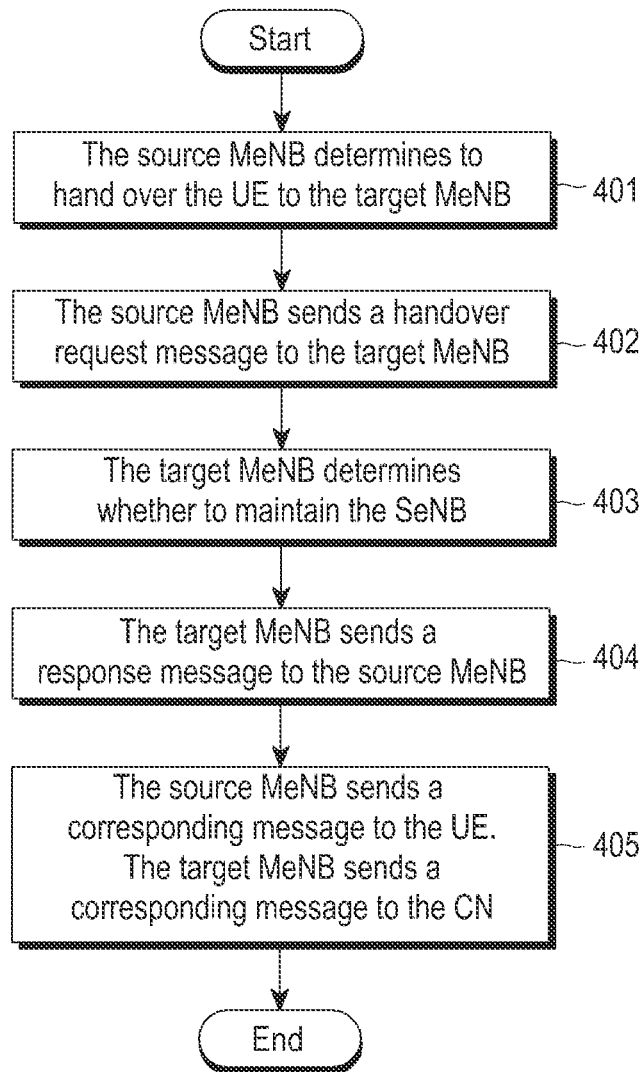 Start
The source MeNB determines to
hand over the UE to the target MeNB
401
The source MeNB sends a handover
request message to the target MeNB
402
The target MeNB determines
whether to maintain the SeNB
403
The target MeNB sends a
response message to the source MeNB
404
The source MeNB sends a
corresponding message to the UE.
The target MeNB sends a
corresponding message to the CN
405
End